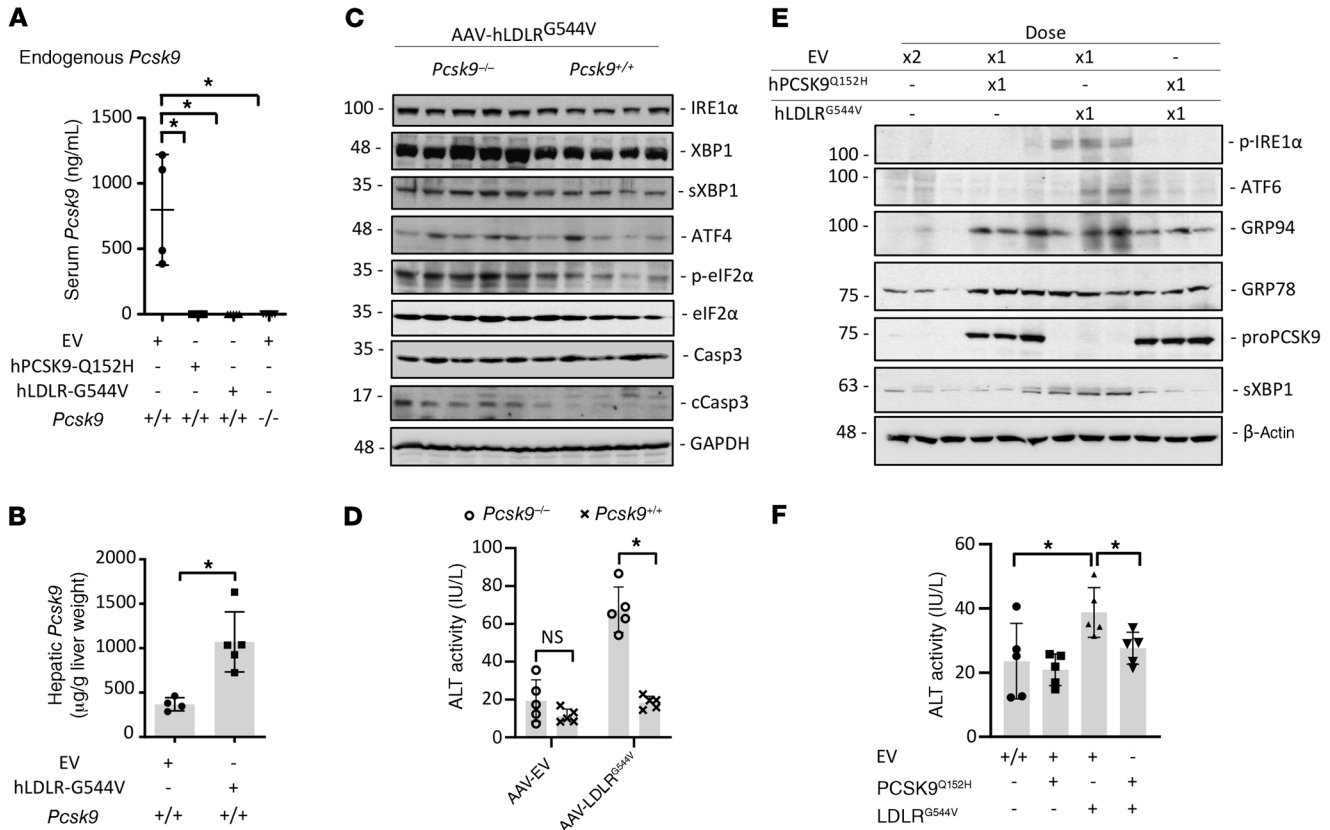 A
Endogenous Pcsk9
*
*
*
Serum Pcsk9 (ng/mL)
1500
1000
500
0
EV + - - +
hPCSK9-Q152H - + - -
hLDLR-G544V - - + -
Pcsk9 +/+ +/+ +/+ -/-
B
*
Hepatic Pcsk9
(μg/g liver weight)
2000
1500
1000
500
0
EV + -
hLDLR-G544V - +
Pcsk9 +/+ +/+
C
AAV-hLDLRG544V
Pcsk9–/– Pcsk9+/+
100 - - IRE1α
48 - - XBP1
35 - - sXBP1
48 - - ATF4
35 - - p-eIF2α
35 - - eIF2α
35 - - Casp3
17 - - cCasp3
48 - - GAPDH
D
Pcsk9–/– Pcsk9+/+
ALT activity (IU/L)
100
80
60
40
20
0
NS
*
AAV-EV
AAV-LDLRG544V
E
Dose
EV x2 x1 x1 -
hPCSK9Q152H - x1 - x1
hLDLRG544V - - x1 x1
100 - - p-IRE1α
100 - - ATF6
100 - - GRP94
75 - - GRP78
75 - - proPCSK9
63 - - sXBP1
48 - - β-Actin
F
* *
ALT activity (IU/L)
60
40
20
0
EV +/+ + + -
PCSK9Q152H - + - +
LDLRG544V - - + +